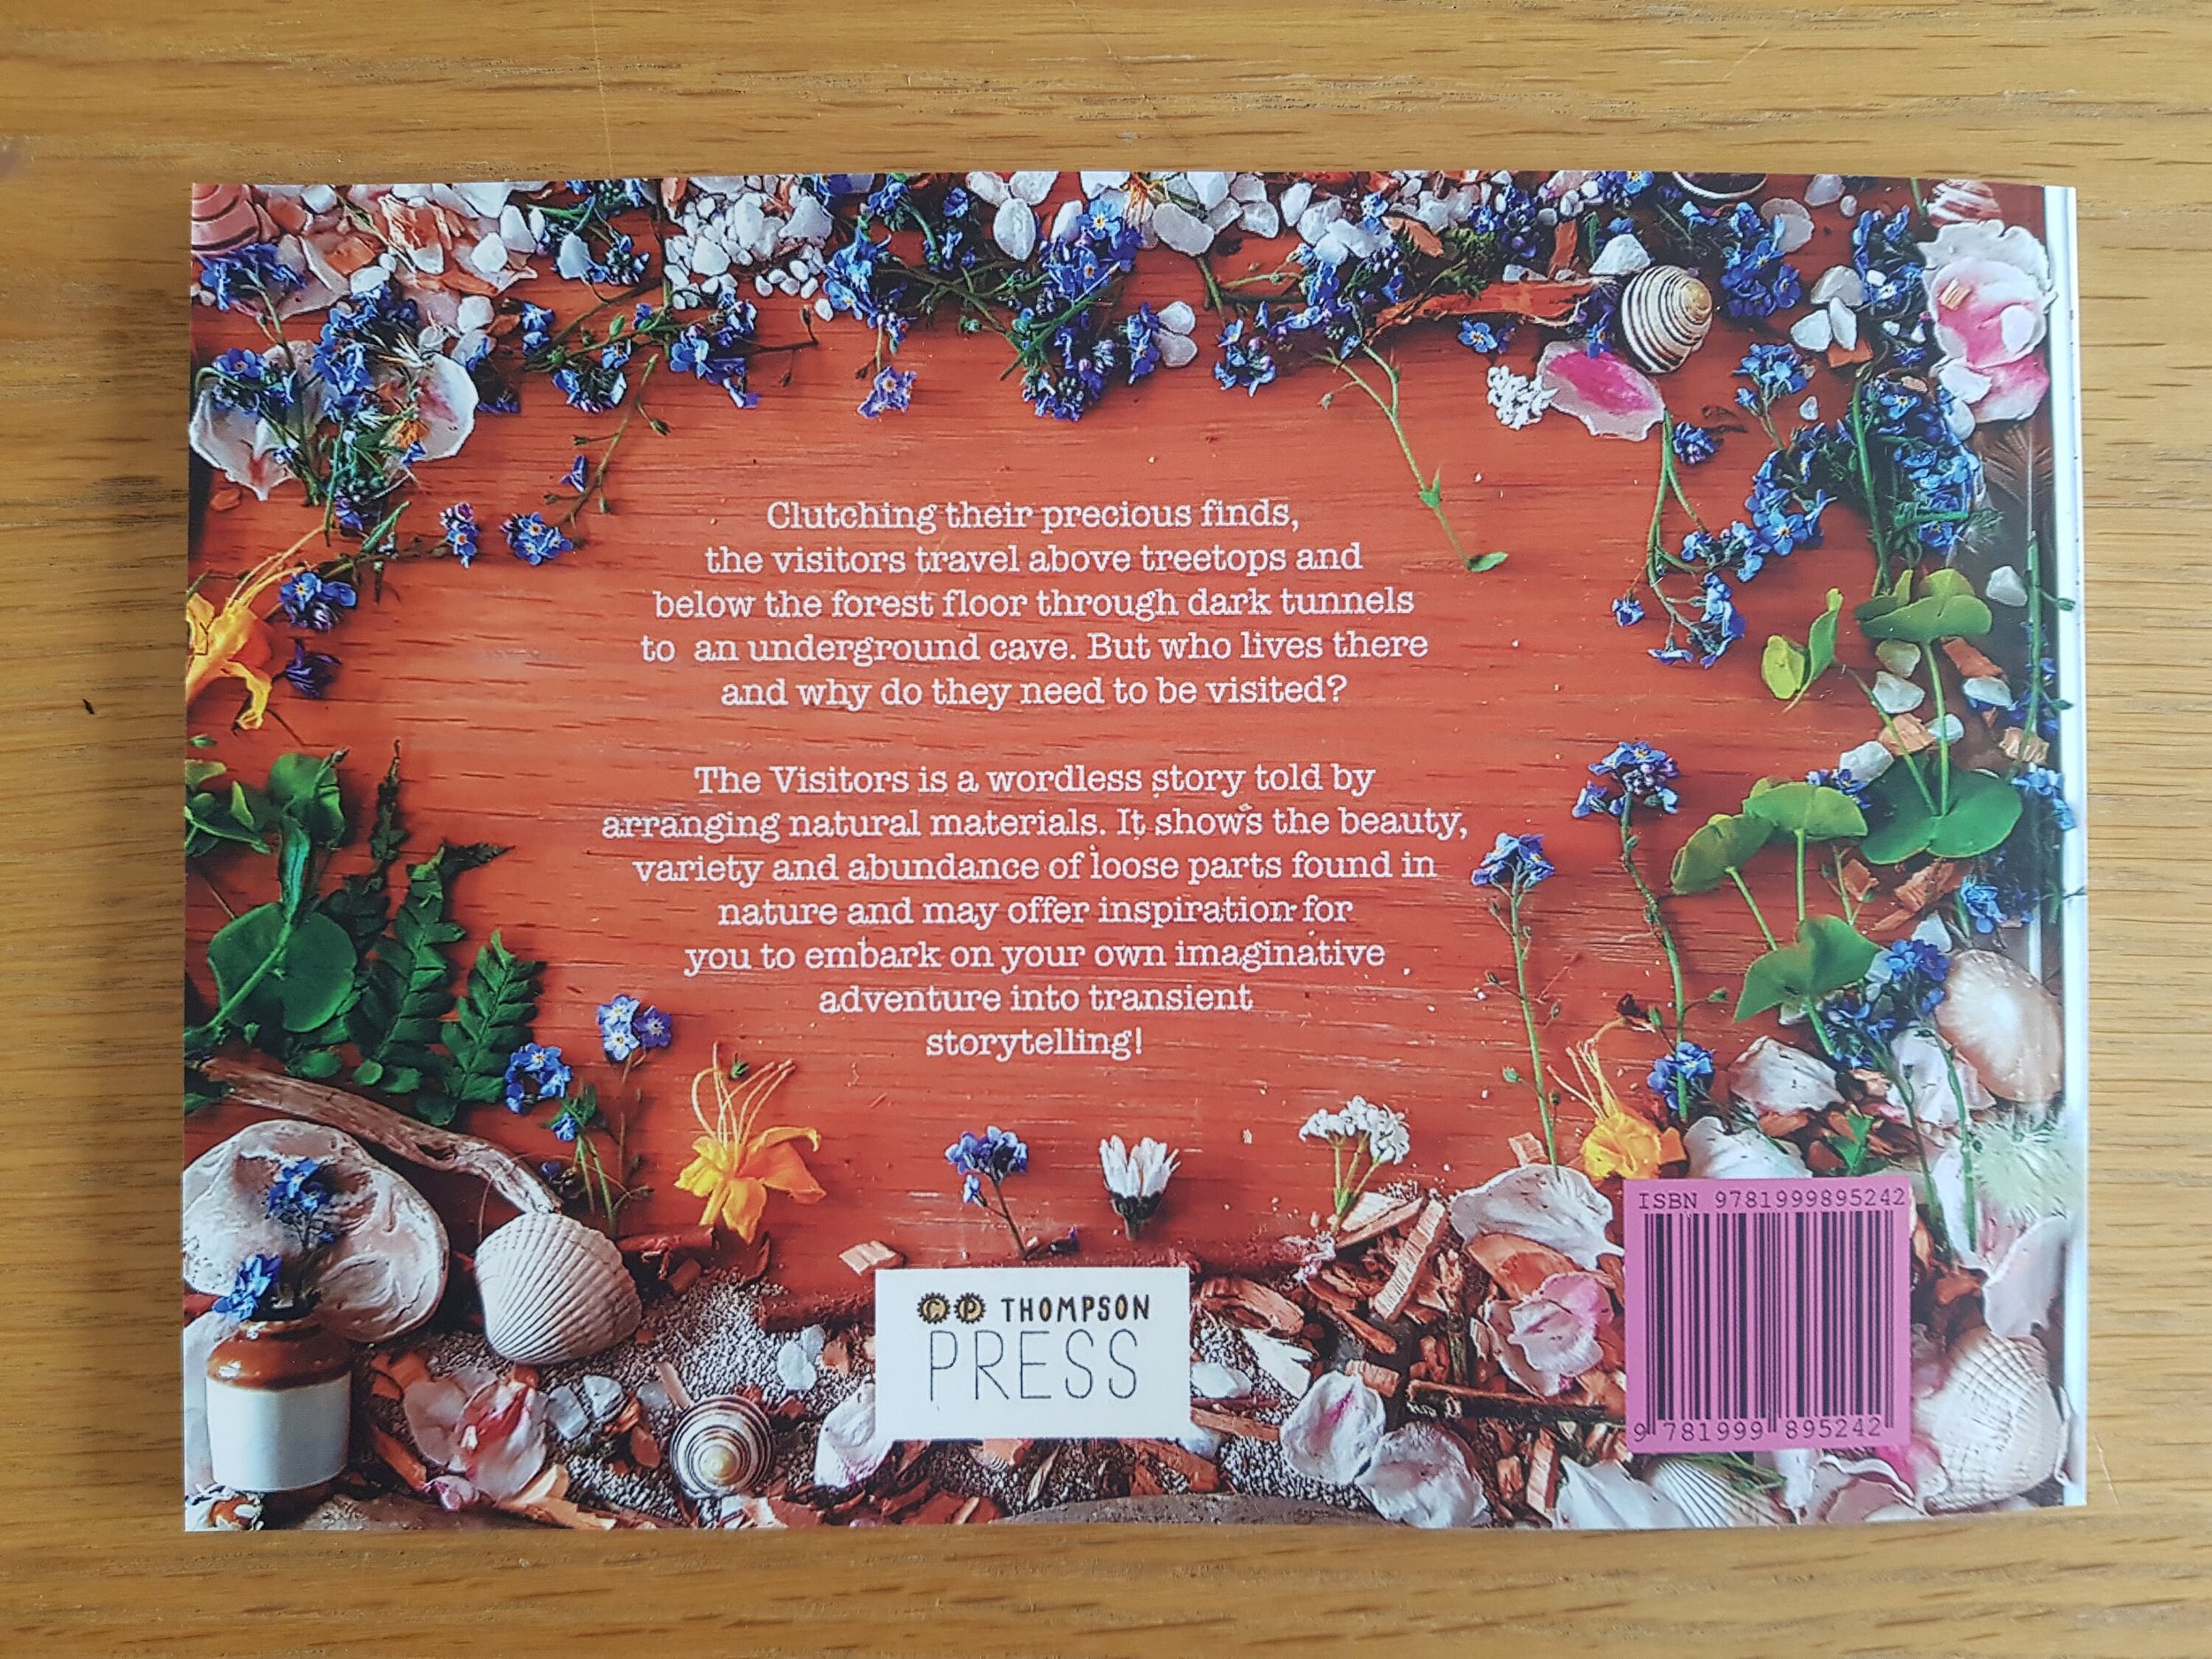 Clutching their precious finds,
the visitors travel above treetops and
below the forest floor through dark tunnels
to an underground cave. But who lives there
and why do they need to be visited?
The Visitors is a wordless story told by
arranging natural materials. It shows the beauty,
variety and abundance of loose parts found in
nature and may offer inspiration for
you to embark on your own imaginative
adventure into transient
storytelling!
CP THOMPSON
PRESS
ISBN 9781999895242
9 781999 895242